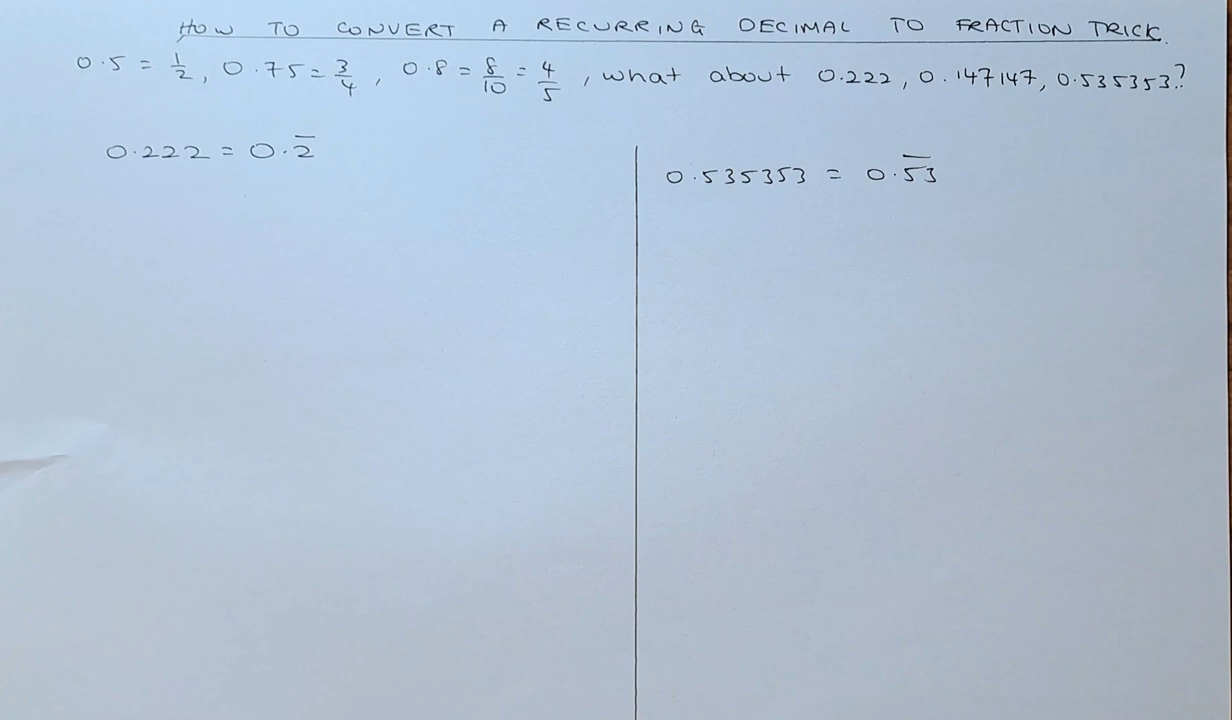 HOW TO CONVERT A RECURRING DECIMAL TO FRACTION TRICK.
0.5 = 1/2, 0.75 = 3/4, 0.8 = 8/10 = 4/5, what about 0.222, 0.147147, 0.535353?
0.222 = 0.2̅
0.535353 = 0.5̅3̅